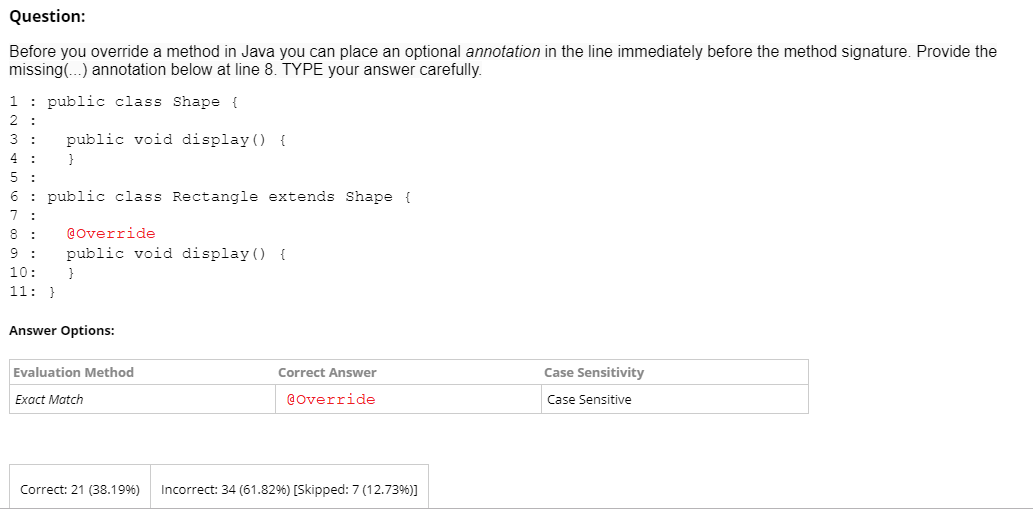 Question:
Before you override a method in Java you can place an optional annotation in the line immediately before the method signature. Provide the
missing(...) annotation below at line 8. TYPE your answer carefully.
1 : public class Shape {
2 :
3 :   public void display() {
4 :   }
5 :
6 : public class Rectangle extends Shape {
7 :
8 :   @Override
9 :   public void display() {
10:   }
11: }
Answer Options:
Evaluation Method Correct Answer Case Sensitivity
Exact Match @Override Case Sensitive
Correct: 21 (38.19%) Incorrect: 34 (61.82%) [Skipped: 7 (12.73%)]